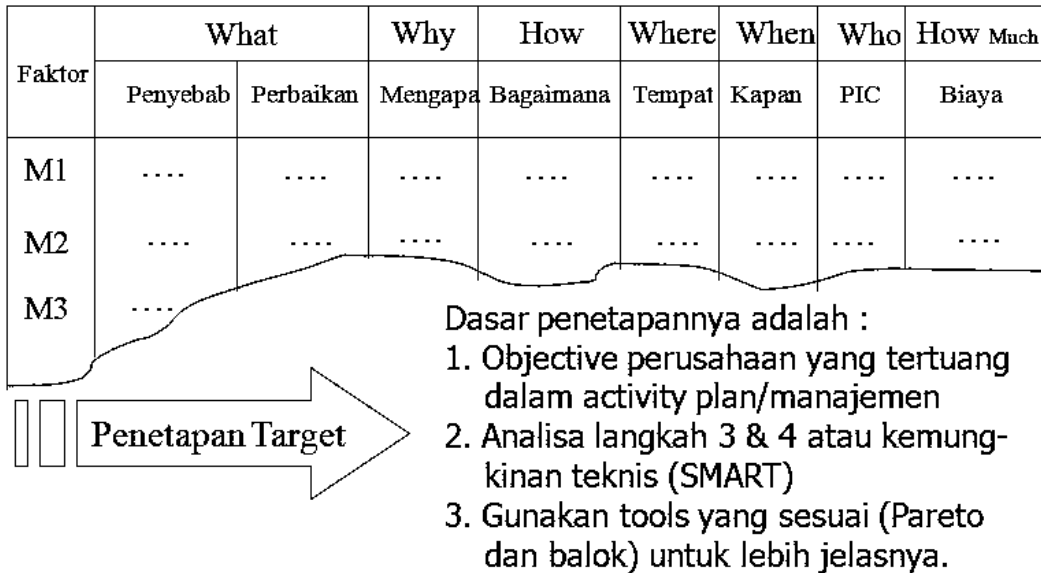 Faktor What Why How Where When Who How Much
Penyebab Perbaikan Mengapa Bagaimana Tempat Kapan PIC Biaya
M1 .... .... .... .... .... .... .... ....
M2 .... .... .... .... .... .... .... ....
M3 ....
Dasar penetapannya adalah :
1. Objective perusahaan yang tertuang
dalam activity plan/manajemen
Penetapan Target
2. Analisa langkah 3 & 4 atau kemung-
kinan teknis (SMART)
3. Gunakan tools yang sesuai (Pareto
dan balok) untuk lebih jelasnya.